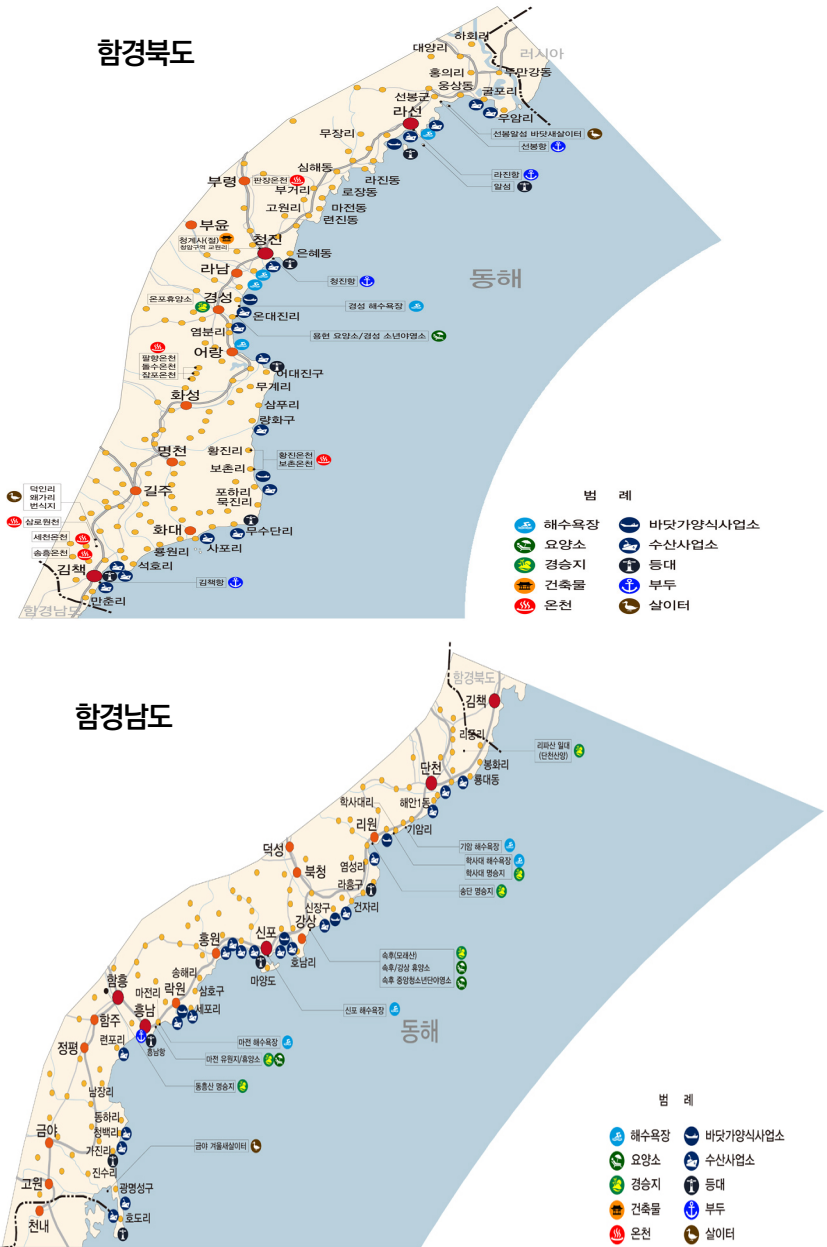 함경북도
하회리
대양리
러시아
홍의리
두만강동
웅상동
굴포리
선봉군
우암리
라선
선봉알섬 바닷새살이터
무장리
선봉항
심해동
라진항
라진동
알섬
부령
판장온천
부거리
로장동
고원리
마전동
련진동
부윤
청계사(절)
청암구역 교원리
청진
은혜동
라남
동해
청진항
온포휴양소
경성
경성 해수욕장
온대진리
염분리
용현 요양소/경성 소년야영소
어랑
팔향온천
돌수온천
잠포온천
어대진구
무계리
화성
삼푸리
량화구
명천
황진리
황진온천
보촌온천
보촌리
길주
포하리
목진리
덕인리
왜가리
번식지
삼로원천
화대
무수단리
세천온천
룡원리
사포리
송흥온천
석호리
김책
김책항
만춘리
함경남도
범 례
해수욕장
바닷가양식사업소
요양소
수산사업소
경승지
등대
건축물
부두
온천
살이터
함경남도
함경북도
김책
리중리
리파산 일대
(단천산양)
봉화리
단천
룡대동
학사대리
해안1동
리원
기암리
기암 해수욕장
덕성
학사대 해수욕장
학사대 명승지
염성리
북청
라흥구
송단 명승지
신장구
건자리
강상
신포
홍원
속후(모래산)
속후/강상 휴양소
속후 중앙청소년단야영소
호남리
송해리
마양도
함흥
마전리
락원
삼호구
신포 해수욕장
세포리
흥남
함주
동해
련포리
흥남항
마전 해수욕장
정평
마전 유원지/휴양소
동흥산 명승지
남장리
동하리
금야
청백리
가진리
금야 겨울새살이터
진수리
고원
광명성구
천내
호도리
범 례
해수욕장
바닷가양식사업소
요양소
수산사업소
경승지
등대
건축물
부두
온천
살이터